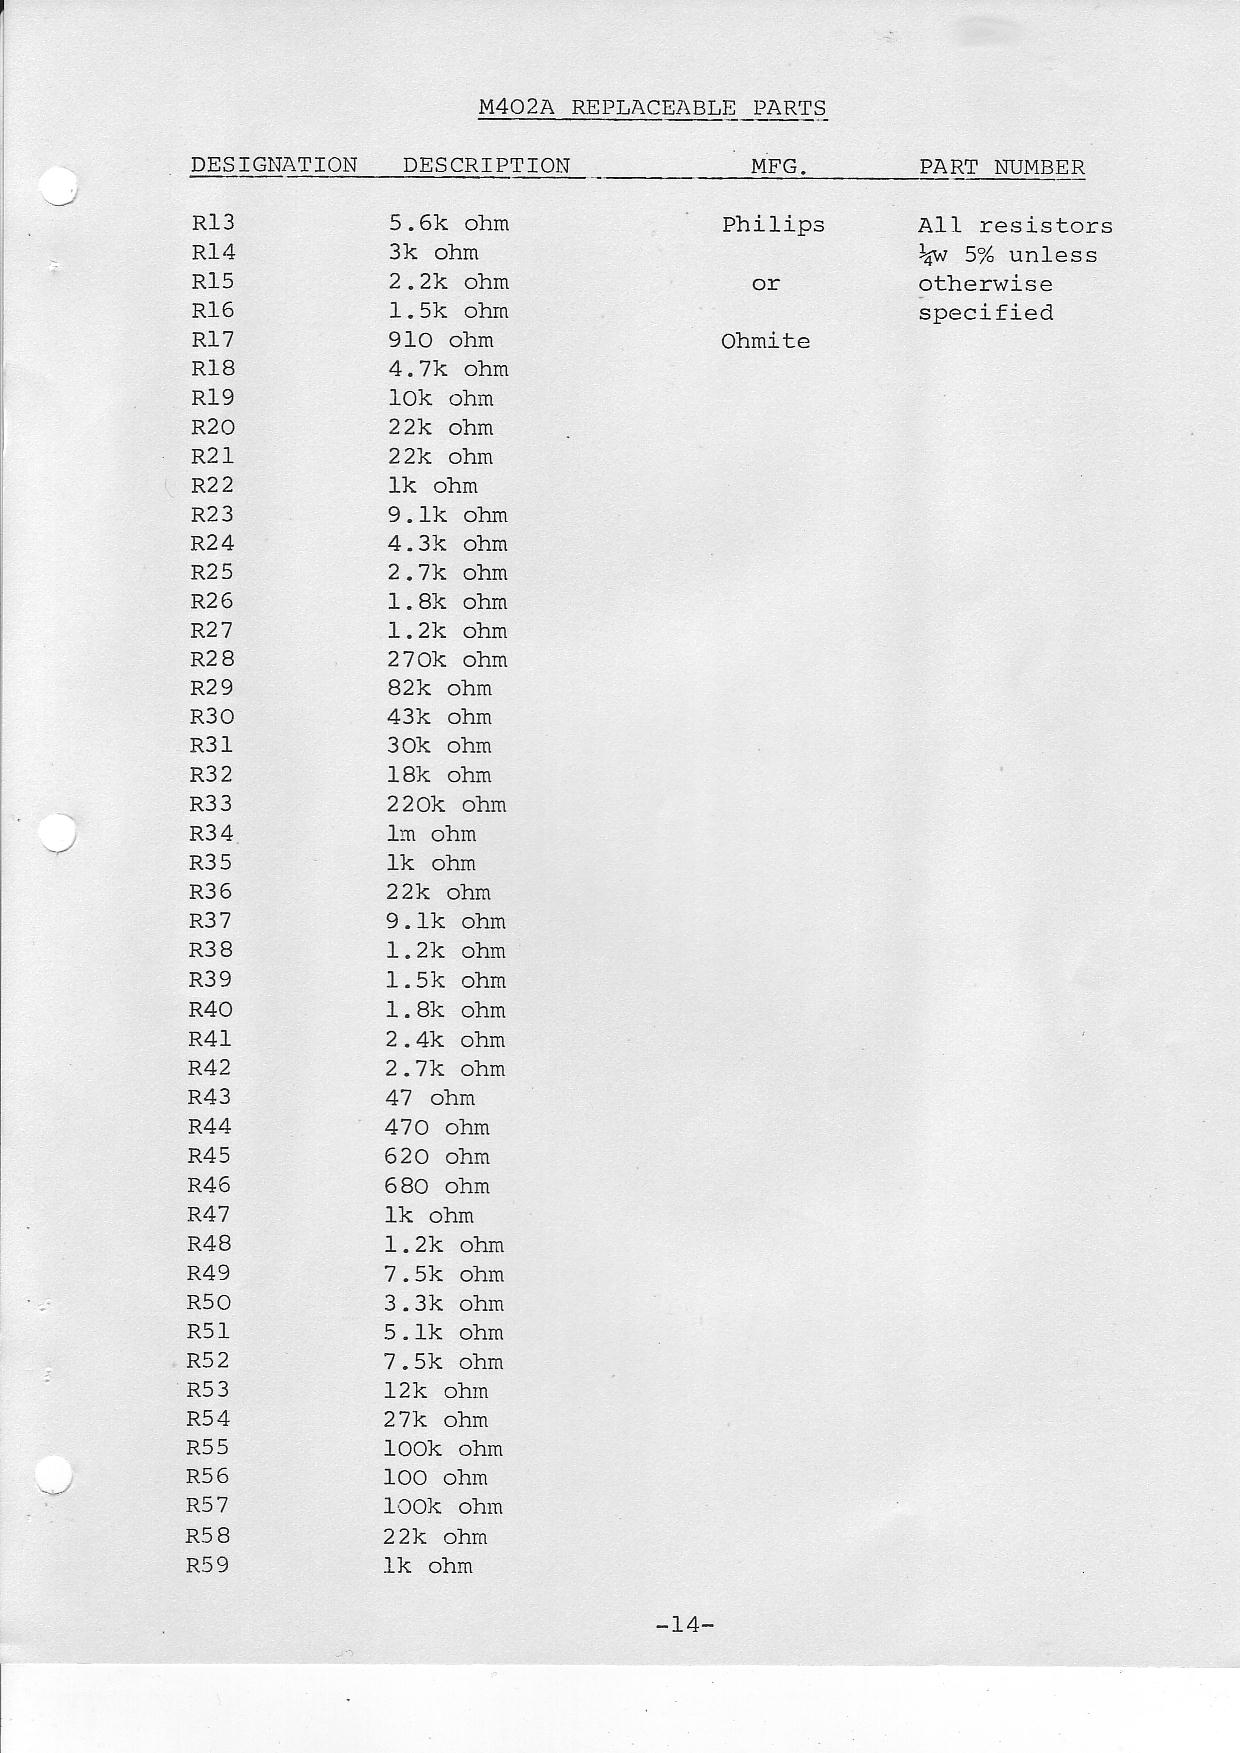 M402A REPLACEABLE PARTS
DESIGNATION DESCRIPTION MFG. PART NUMBER
R13 5.6k ohm Philips All resistors
R14 3k ohm ¼w 5% unless
R15 2.2k ohm or otherwise
R16 1.5k ohm specified
R17 910 ohm Ohmite
R18 4.7k ohm
R19 10k ohm
R20 22k ohm
R21 22k ohm
R22 1k ohm
R23 9.1k ohm
R24 4.3k ohm
R25 2.7k ohm
R26 1.8k ohm
R27 1.2k ohm
R28 270k ohm
R29 82k ohm
R30 43k ohm
R31 30k ohm
R32 18k ohm
R33 220k ohm
R34 1m ohm
R35 1k ohm
R36 22k ohm
R37 9.1k ohm
R38 1.2k ohm
R39 1.5k ohm
R40 1.8k ohm
R41 2.4k ohm
R42 2.7k ohm
R43 47 ohm
R44 470 ohm
R45 620 ohm
R46 680 ohm
R47 1k ohm
R48 1.2k ohm
R49 7.5k ohm
R50 3.3k ohm
R51 5.1k ohm
R52 7.5k ohm
R53 12k ohm
R54 27k ohm
R55 100k ohm
R56 100 ohm
R57 100k ohm
R58 22k ohm
R59 1k ohm
-14-